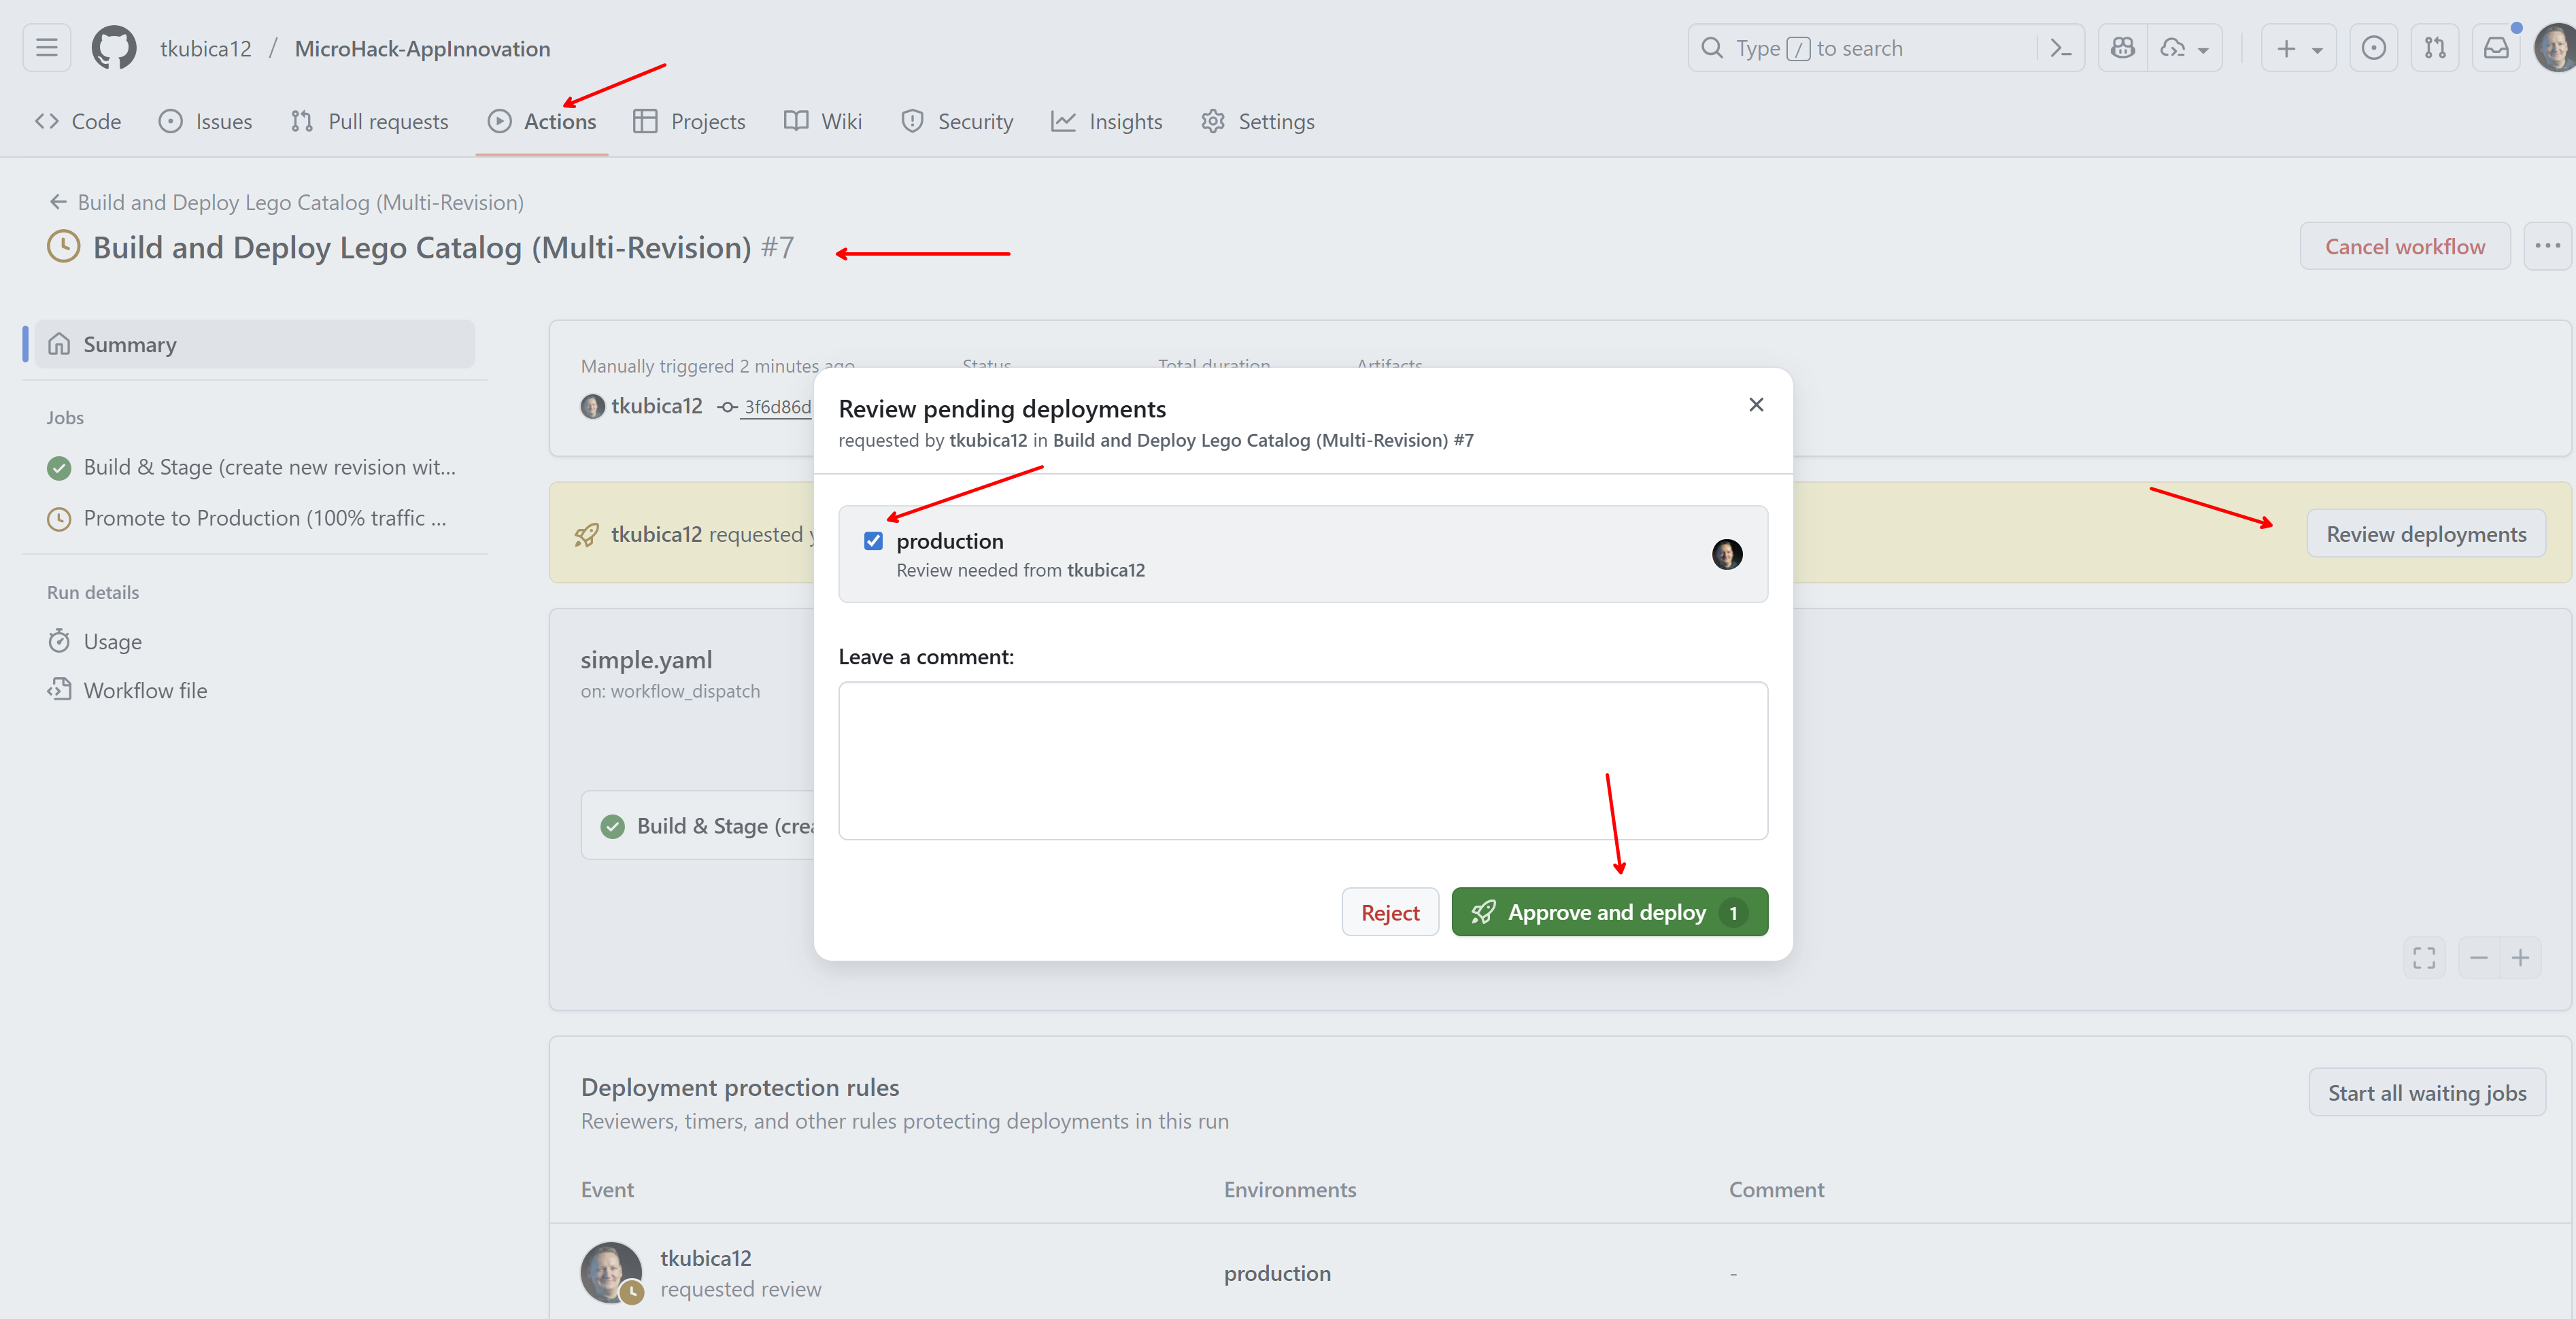 tkubica12 / MicroHack-AppInnovation
Type / to search
Code
Issues
Pull requests
Actions
Projects
Wiki
Security
Insights
Settings
Build and Deploy Lego Catalog (Multi-Revision)
Build and Deploy Lego Catalog (Multi-Revision) #7
Cancel workflow
Summary
Jobs
Build & Stage (create new revision wit...
Promote to Production (100% traffic ...
Run details
Usage
Workflow file
Manually triggered 2 minutes ago
Status
Total duration
Artifacts
tkubica12
3f6d86d
tkubica12 requested
Review deployments
simple.yaml
on: workflow_dispatch
Build & Stage (crea
Review pending deployments
requested by tkubica12 in Build and Deploy Lego Catalog (Multi-Revision) #7
production
Review needed from tkubica12
Leave a comment:
Reject
Approve and deploy 1
Deployment protection rules
Reviewers, timers, and other rules protecting deployments in this run
Start all waiting jobs
Event
Environments
Comment
tkubica12
requested review
production
-